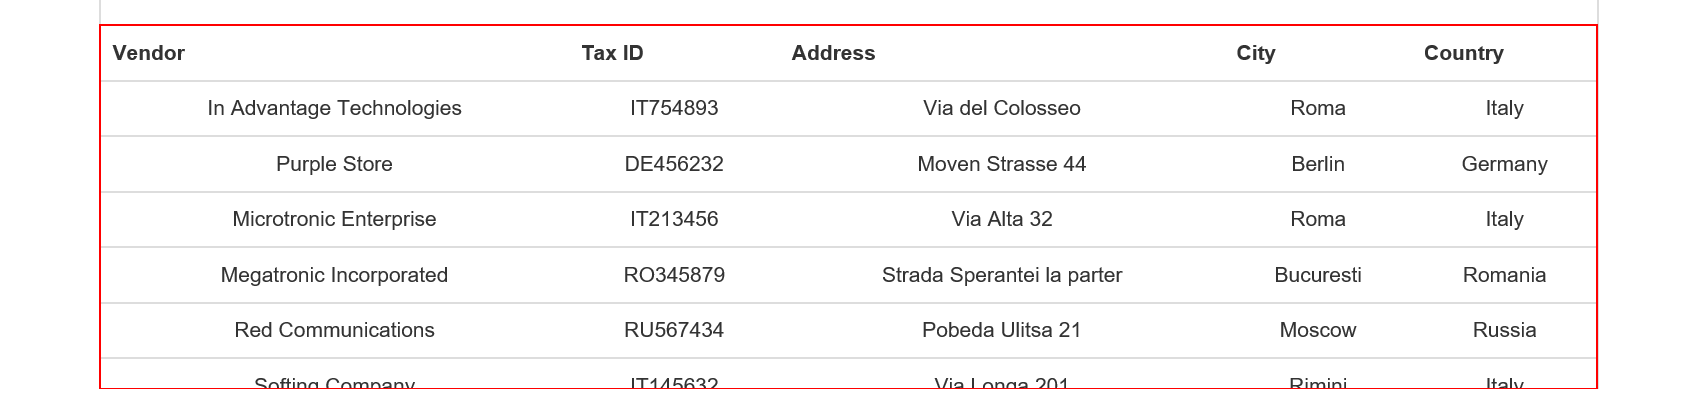 Vendor Tax ID Address City Country
In Advantage Technologies IT754893 Via del Colosseo Roma Italy
Purple Store DE456232 Moven Strasse 44 Berlin Germany
Microtronic Enterprise IT213456 Via Alta 32 Roma Italy
Megatronic Incorporated RO345879 Strada Sperantei la parter Bucuresti Romania
Red Communications RU567434 Pobeda Ulitsa 21 Moscow Russia
Softing Company IT145632 Via Longa 201 Rimini Italy